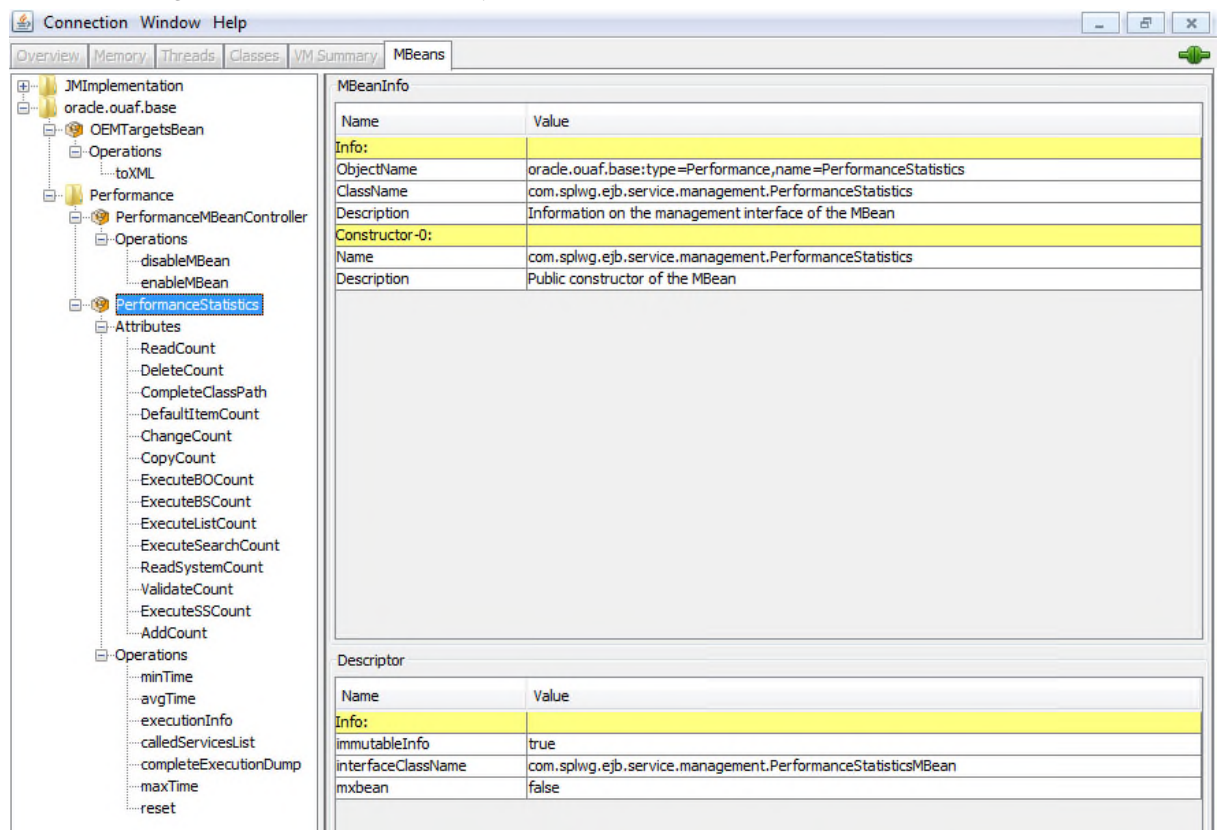 Connection Window Help
Overview Memory Threads Classes VM Summary MBeans
JMImplementation
oracle.ouaf.base
OEMTargetsBean
Operations
toXML
Performance
PerformanceMBeanController
Operations
disableMBean
enableMBean
PerformanceStatistics
Attributes
ReadCount
DeleteCount
CompleteClassPath
DefaultItemCount
ChangeCount
CopyCount
ExecuteBOCount
ExecuteBSCount
ExecuteListCount
ExecuteSearchCount
ReadSystemCount
ValidateCount
ExecuteSSCount
AddCount
Operations
minTime
avgTime
executionInfo
calledServicesList
completeExecutionDump
maxTime
reset
MBeanInfo
Name Value
Info:
ObjectName oracle.ouaf.base:type=Performance,name=PerformanceStatistics
ClassName com.splwg.ejb.service.management.PerformanceStatistics
Description Information on the management interface of the MBean
Constructor-0:
Name com.splwg.ejb.service.management.PerformanceStatistics
Description Public constructor of the MBean
Descriptor
Name Value
Info:
immutableInfo true
interfaceClassName com.splwg.ejb.service.management.PerformanceStatisticsMBean
mxbean false